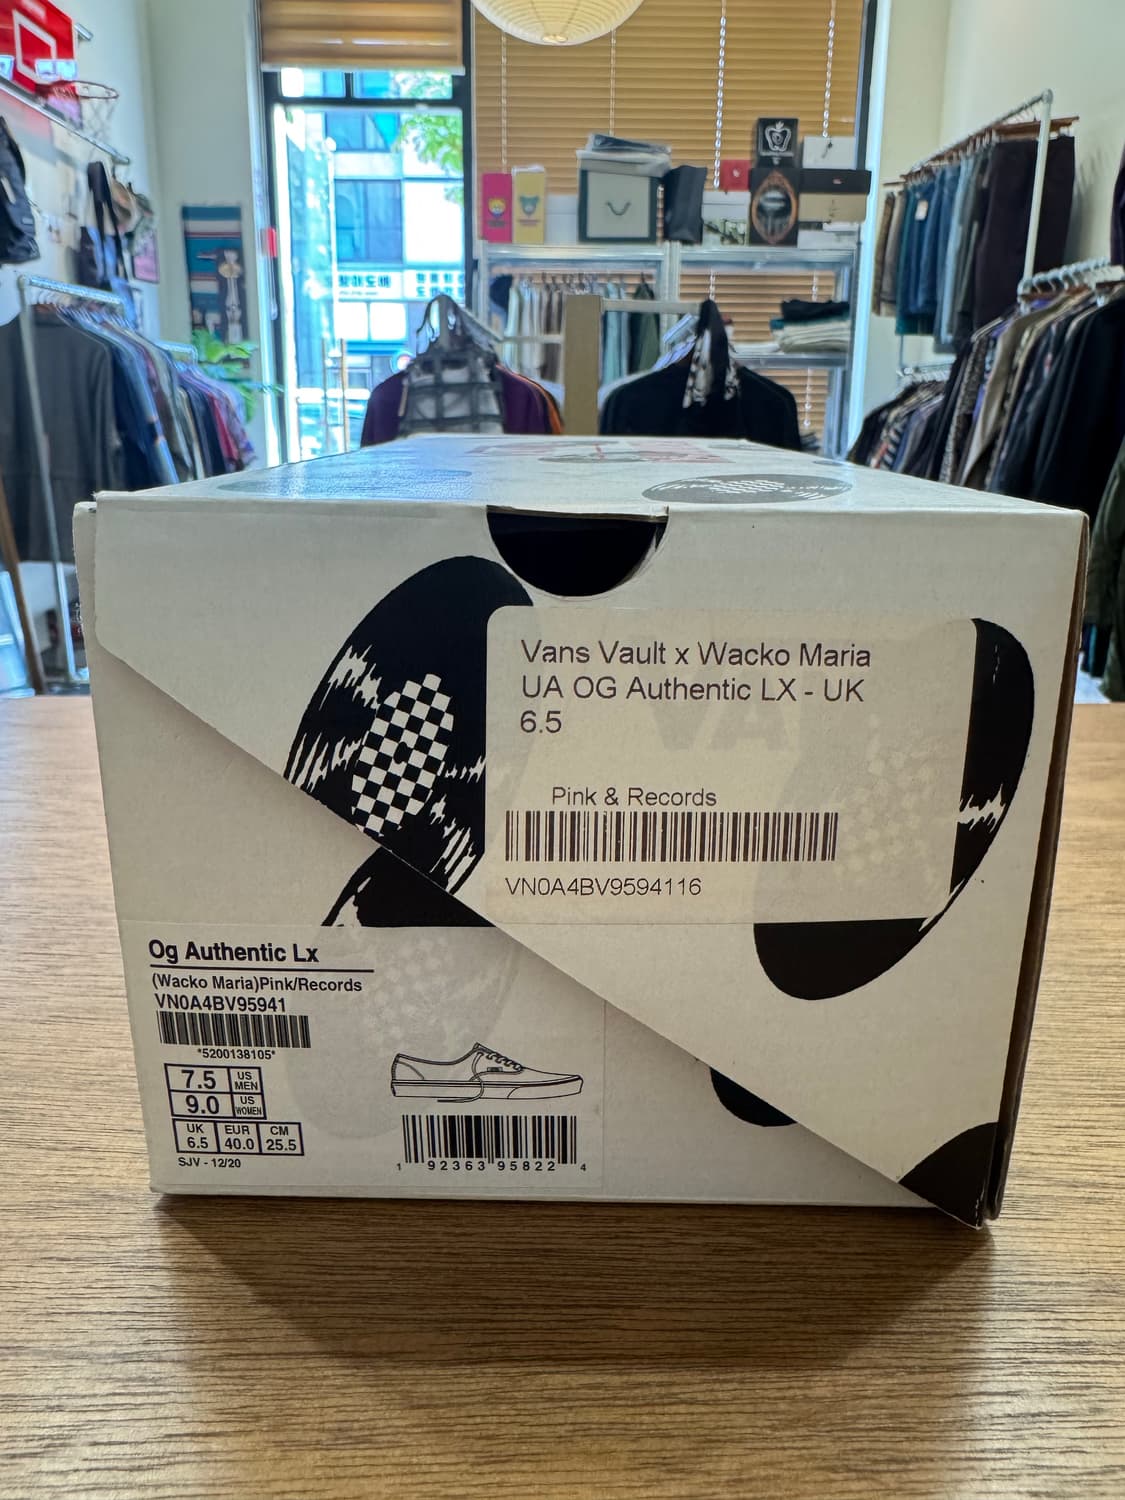 Vans Vault x Wacko Maria
UA OG Authentic LX - UK
6.5
Pink & Records
VN0A4BV9594116
Og Authentic Lx
(Wacko Maria)Pink/Records
VN0A4BV95941
*5200138105*
7.5 US MEN
9.0 US WOMEN
UK EUR CM
6.5 40.0 25.5
SJV - 12/20
1 92363 95822 4